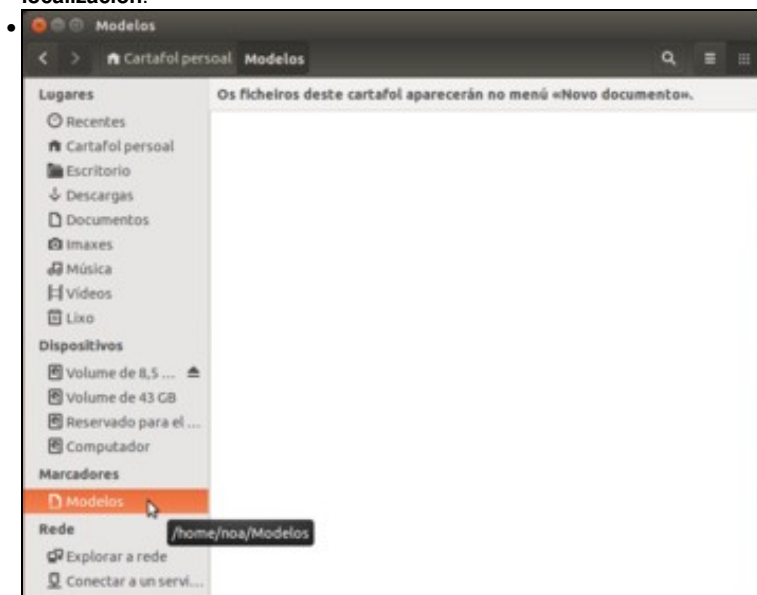 localización.
Modelos
Cartafol persoal Modelos
Lugares
Os ficheiros deste cartafol aparecerán no menú «Novo documento».
Recentes
Cartafol persoal
Escritorio
Descargas
Documentos
Imaxes
Música
Vídeos
Lixo
Dispositivos
Volume de 8,5 ...
Volume de 43 GB
Reservado para el ...
Computador
Marcadores
Modelos
Rede
/home/noa/Modelos
Explorar a rede
Conectar a un servi...